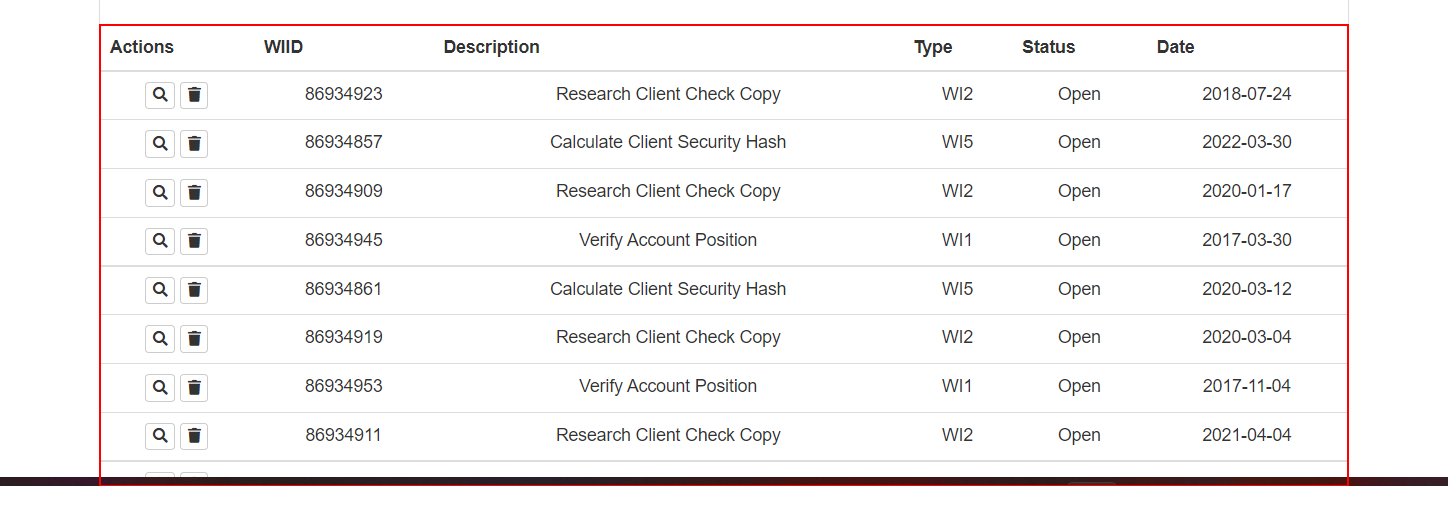 Actions WIID Description Type Status Date
86934923 Research Client Check Copy WI2 Open 2018-07-24
86934857 Calculate Client Security Hash WI5 Open 2022-03-30
86934909 Research Client Check Copy WI2 Open 2020-01-17
86934945 Verify Account Position WI1 Open 2017-03-30
86934861 Calculate Client Security Hash WI5 Open 2020-03-12
86934919 Research Client Check Copy WI2 Open 2020-03-04
86934953 Verify Account Position WI1 Open 2017-11-04
86934911 Research Client Check Copy WI2 Open 2021-04-04